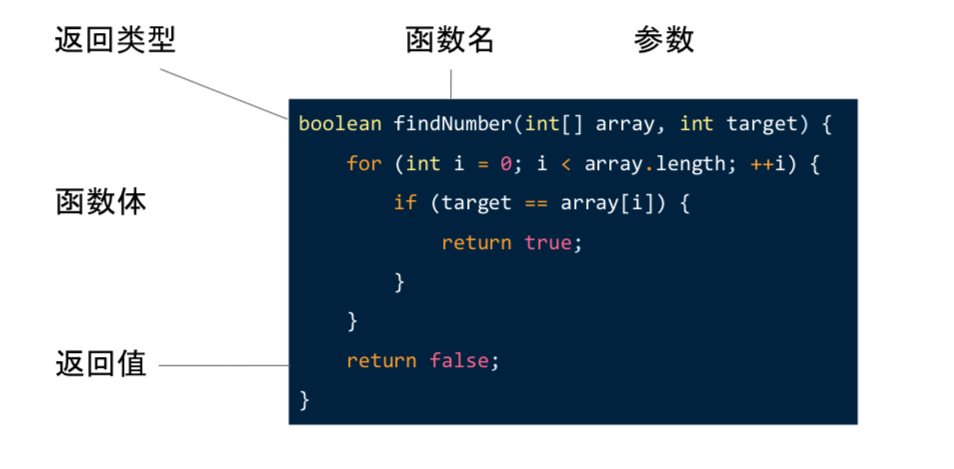 返回类型 函数名 参数
boolean findNumber(int[] array, int target) {
for (int i = 0; i < array.length; ++i) {
函数体
if (target == array[i]) {
return true;
}
}
返回值
return false;
}